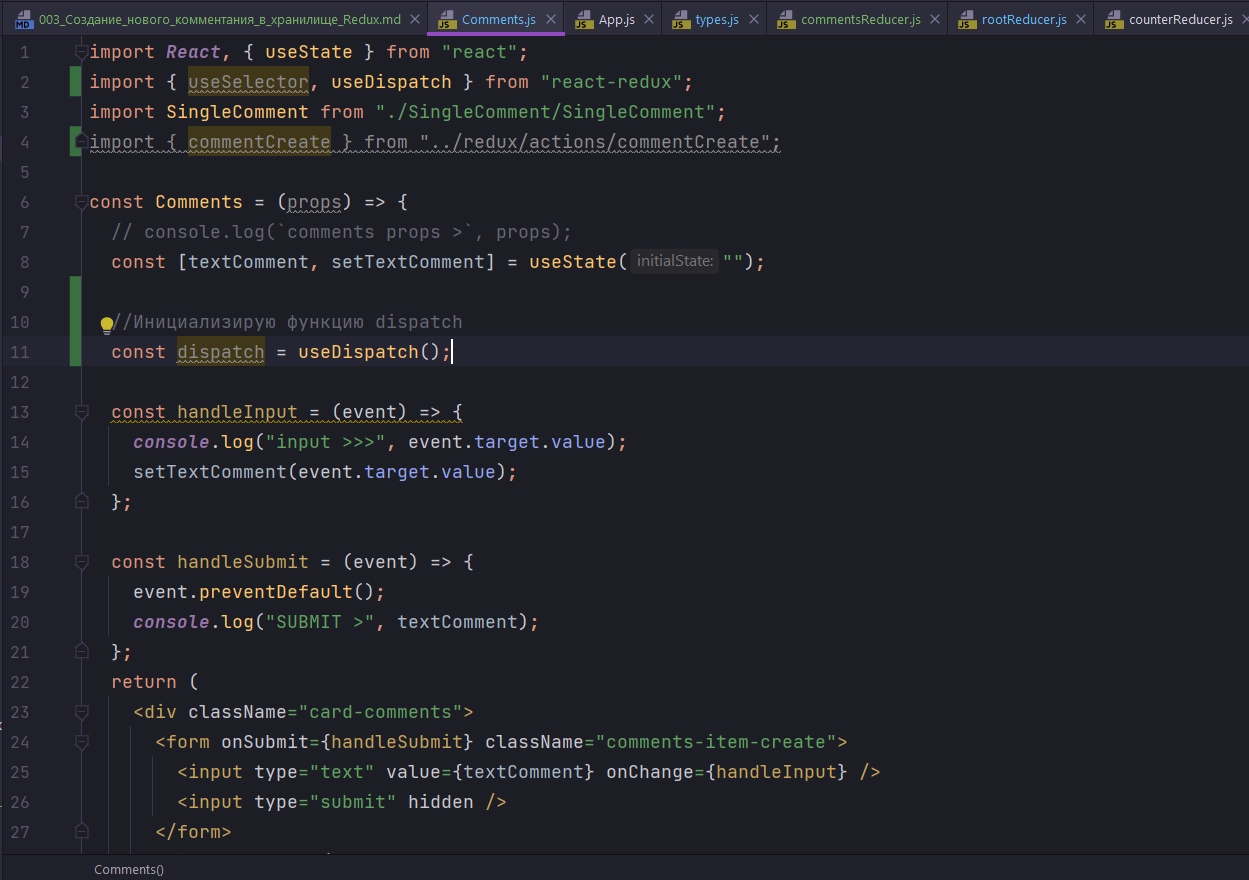 003_Создание_нового_комментания_в_хранилище_Redux.md Comments.js App.js types.js commentsReducer.js rootReducer.js counterReducer.js
1 import React, { useState } from "react";
2 import { useSelector, useDispatch } from "react-redux";
3 import SingleComment from "./SingleComment/SingleComment";
4 import { commentCreate } from "../redux/actions/commentCreate";
5
6 const Comments = (props) => {
7 // console.log(`comments props >`, props);
8 const [textComment, setTextComment] = useState( initialState: "");
9
10 //Инициализирую функцию dispatch
11 const dispatch = useDispatch();
12
13 const handleInput = (event) => {
14 console.log("input >>>", event.target.value);
15 setTextComment(event.target.value);
16 };
17
18 const handleSubmit = (event) => {
19 event.preventDefault();
20 console.log("SUBMIT >", textComment);
21 };
22 return (
23 <div className="card-comments">
24 <form onSubmit={handleSubmit} className="comments-item-create">
25 <input type="text" value={textComment} onChange={handleInput} />
26 <input type="submit" hidden />
27 </form>
Comments()